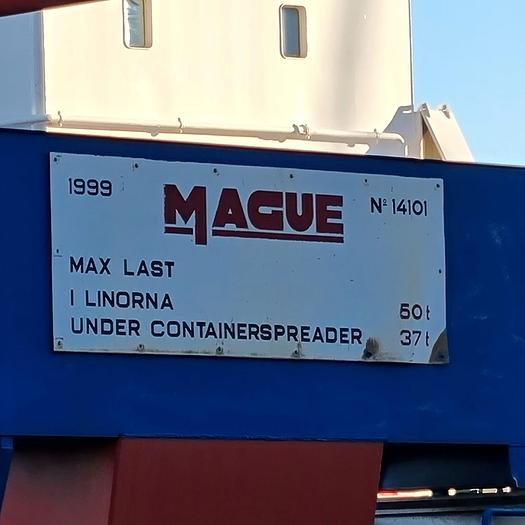 1999 MAGUE Nº 14101
MAX LAST
I LINORNA 50 t
UNDER CONTAINERSPREADER 37 t